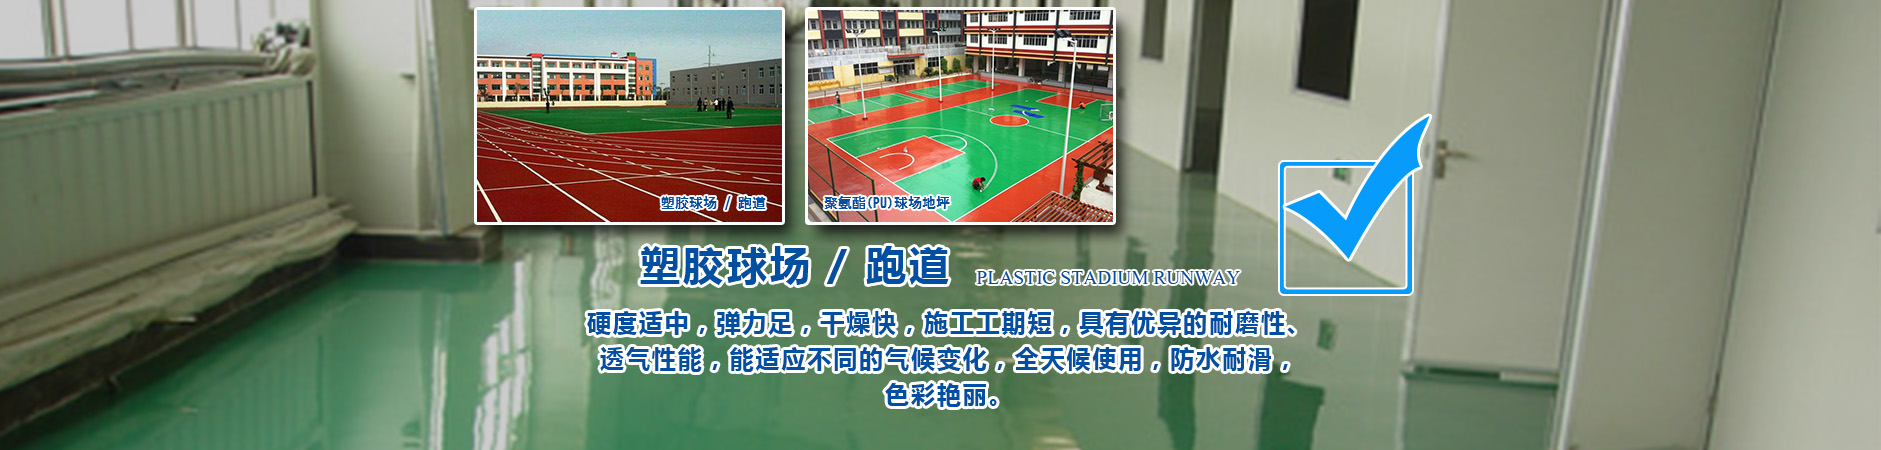 塑胶球场 / 跑道
聚氨酯(PU)球场地坪
塑胶球场 / 跑道 PLASTIC STADIUM RUNWAY
硬度适中，弹力足，干燥快，施工工期短，具有优异的耐磨性、
透气性能，能适应不同的气候变化，全天候使用，防水耐滑，
色彩艳丽。